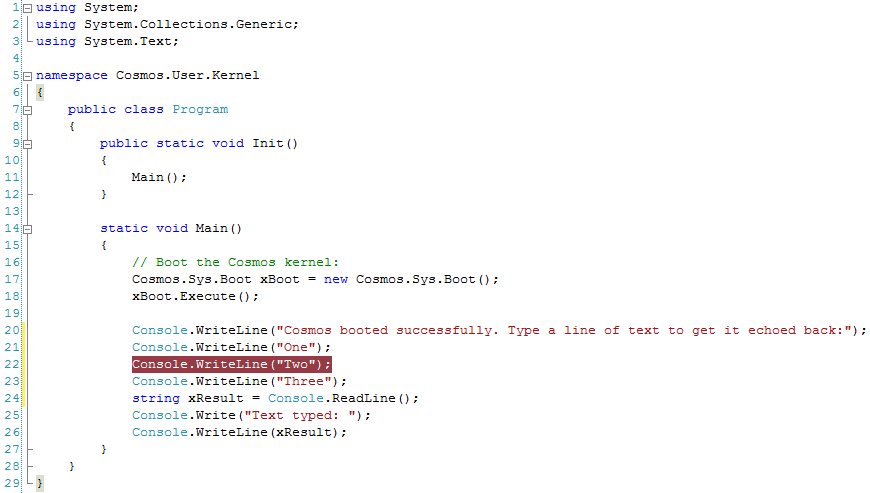 1 using System;
2 using System.Collections.Generic;
3 using System.Text;
4
5 namespace Cosmos.User.Kernel
6 {
7     public class Program
8     {
9         public static void Init()
10         {
11             Main();
12         }
13
14         static void Main()
15         {
16             // Boot the Cosmos kernel:
17             Cosmos.Sys.Boot xBoot = new Cosmos.Sys.Boot();
18             xBoot.Execute();
19
20             Console.WriteLine("Cosmos booted successfully. Type a line of text to get it echoed back:");
21             Console.WriteLine("One");
22             Console.WriteLine("Two");
23             Console.WriteLine("Three");
24             string xResult = Console.ReadLine();
25             Console.Write("Text typed: ");
26             Console.WriteLine(xResult);
27         }
28     }
29 }